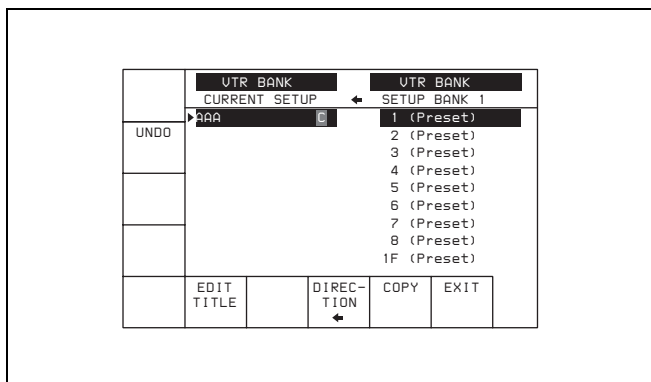 VTR BANK VTR BANK
CURRENT SETUP ← SETUP BANK 1
▶AAA C 1 (Preset)
UNDO
2 (Preset)
3 (Preset)
4 (Preset)
5 (Preset)
6 (Preset)
7 (Preset)
8 (Preset)
1F (Preset)
EDIT TITLE
DIREC-TION ←
COPY
EXIT